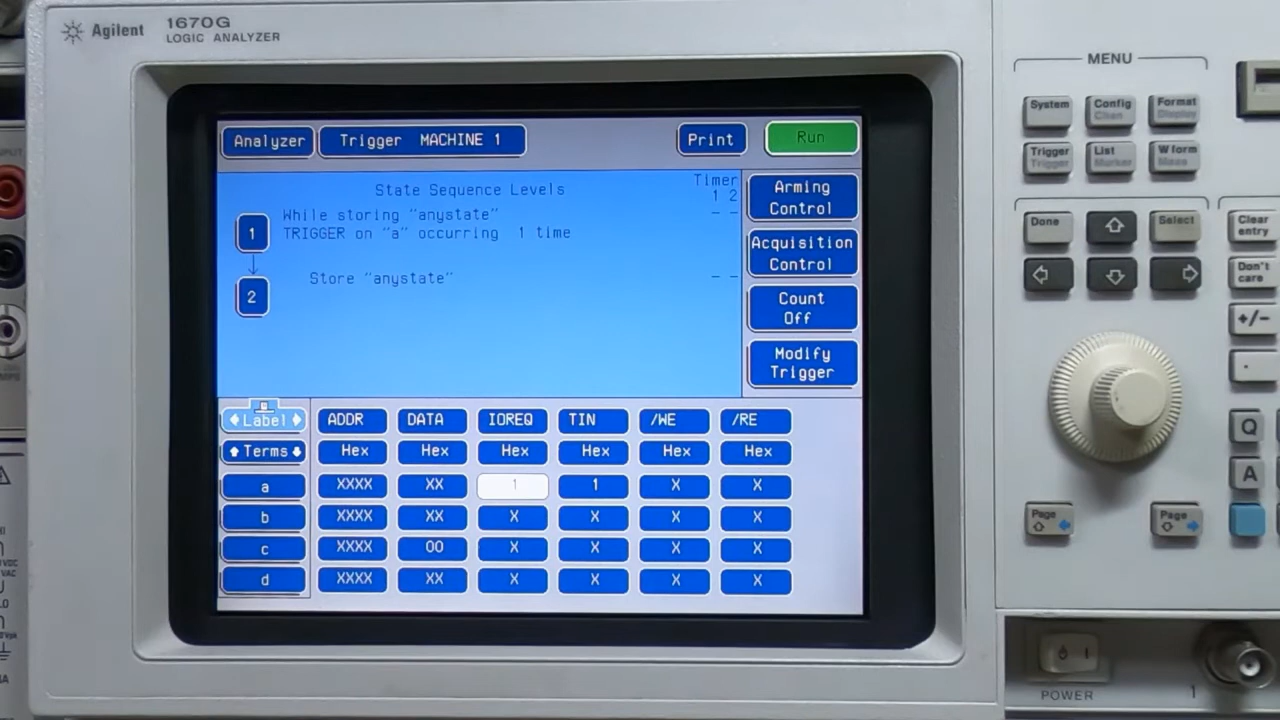 Agilent
1670G
LOGIC ANALYZER
Analyzer
Trigger MACHINE 1
Print
Run
State Sequence Levels
Timer
1 2
While storing "anystate"
TRIGGER on "a" occurring 1 time
- -
Store "anystate"
- -
1
2
Arming
Control
Acquisition
Control
Count
Off
Modify
Trigger
Label ADDR DATA IOREQ TIN /WE /RE
Terms Hex Hex Hex Hex Hex Hex
a XXXX XX 1 1 X X
b XXXX XX X X X X
c XXXX 00 X X X X
d XXXX XX X X X X
MENU
System Config Format
Display
Trigger List Wform
Trigger Marker
Done Select
Clear
entry
Don't
care
+/-
.
Q
A
Page Page
POWER
1